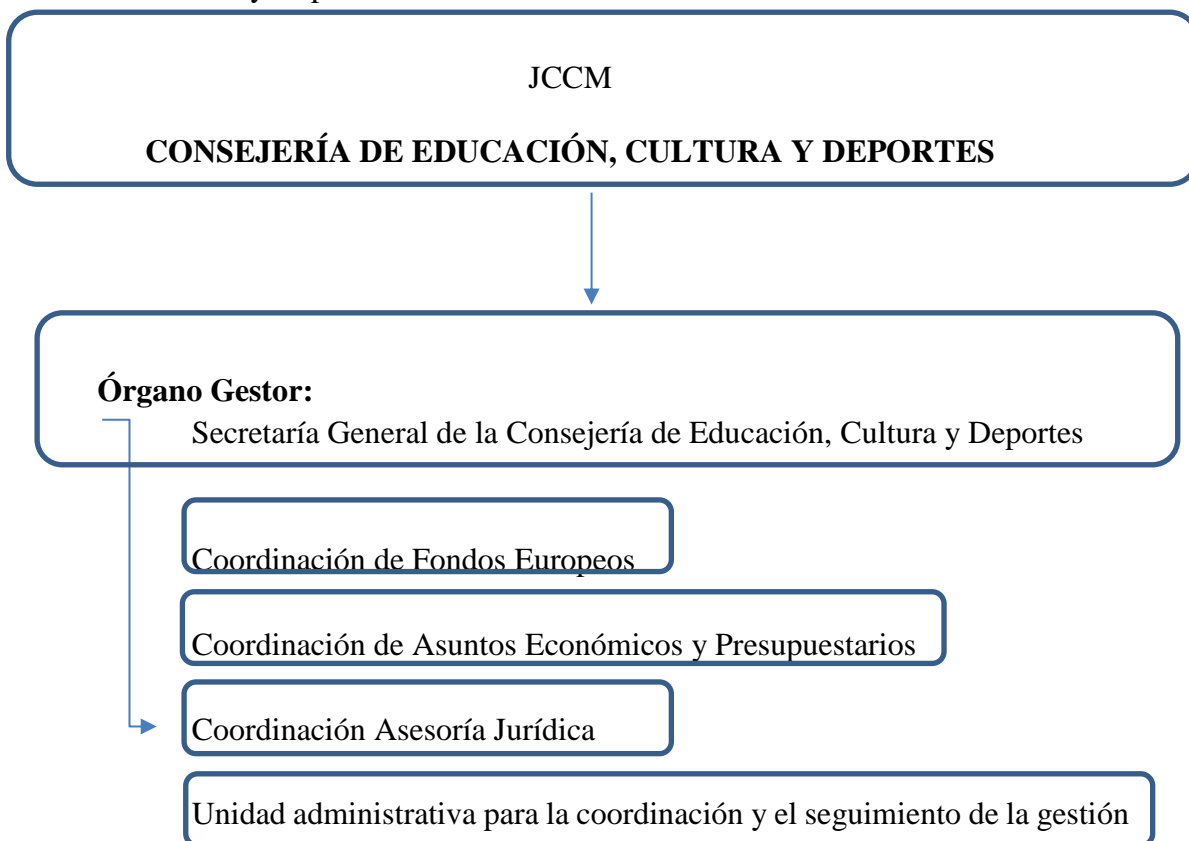 JCCM
CONSEJERÍA DE EDUCACIÓN, CULTURA Y DEPORTES
Órgano Gestor:
Secretaría General de la Consejería de Educación, Cultura y Deportes
Coordinación de Fondos Europeos
Coordinación de Asuntos Económicos y Presupuestarios
Coordinación Asesoría Jurídica
Unidad administrativa para la coordinación y el seguimiento de la gestión